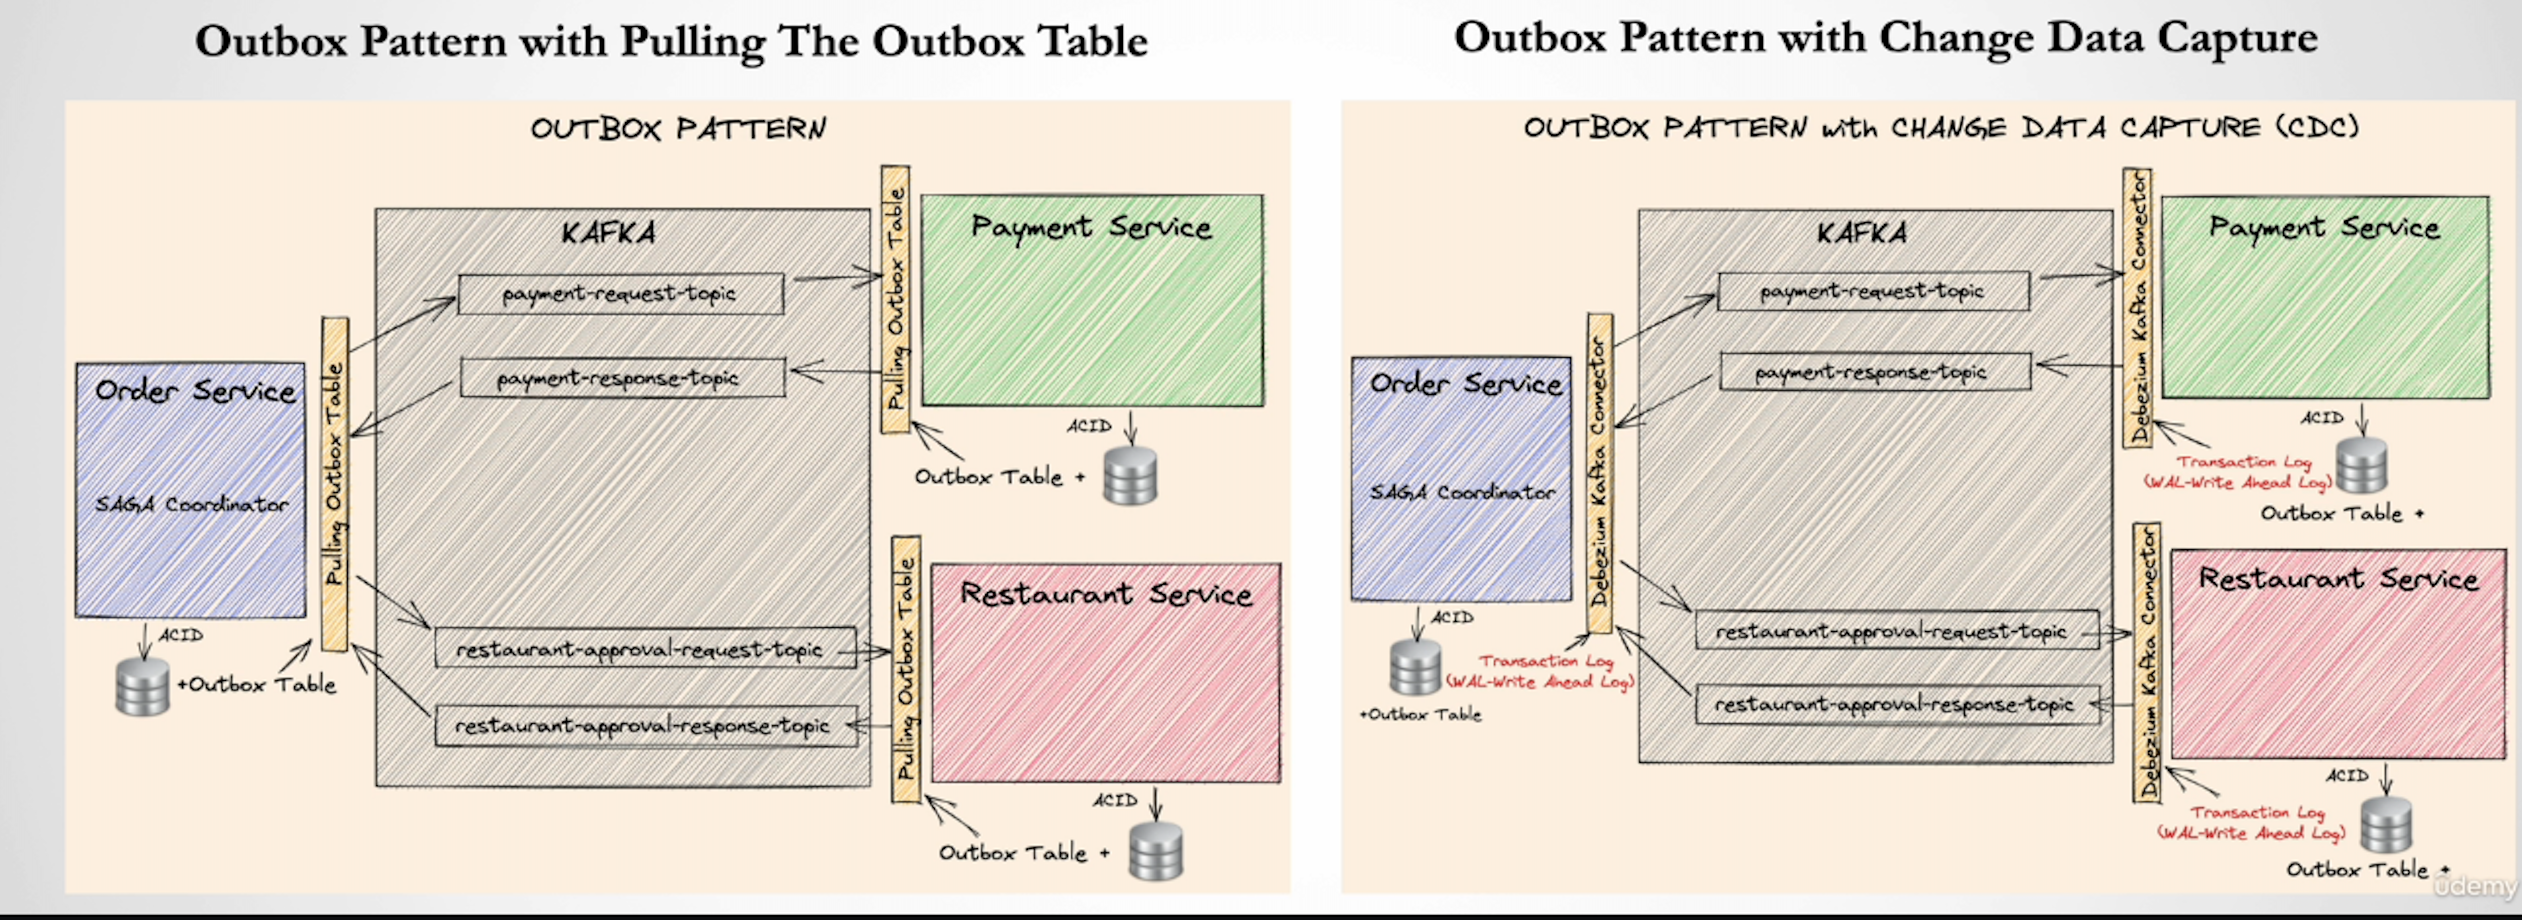 Outbox Pattern with Pulling The Outbox Table
OUTBOX PATTERN
KAFKA
payment-request-topic
payment-response-topic
restaurant-approval-request-topic
restaurant-approval-response-topic
Order Service
SAGA Coordinator
ACID
+Outbox Table
Pulling Outbox Table
Pulling Outbox Table
Payment Service
ACID
Outbox Table +
Pulling Outbox Table
Restaurant Service
ACID
Outbox Table +
Outbox Pattern with Change Data Capture
OUTBOX PATTERN with CHANGE DATA CAPTURE (CDC)
KAFKA
payment-request-topic
payment-response-topic
restaurant-approval-request-topic
restaurant-approval-response-topic
Order Service
SAGA Coordinator
ACID
Transaction Log
(WAL-Write Ahead Log)
+Outbox Table
Debezium Kafka Connector
Debezium Kafka Connector
Payment Service
ACID
Transaction Log
(WAL-Write Ahead Log)
Outbox Table +
Debezium Kafka Connector
Restaurant Service
ACID
Transaction Log
(WAL-Write Ahead Log)
Outbox Table +
ûdemy